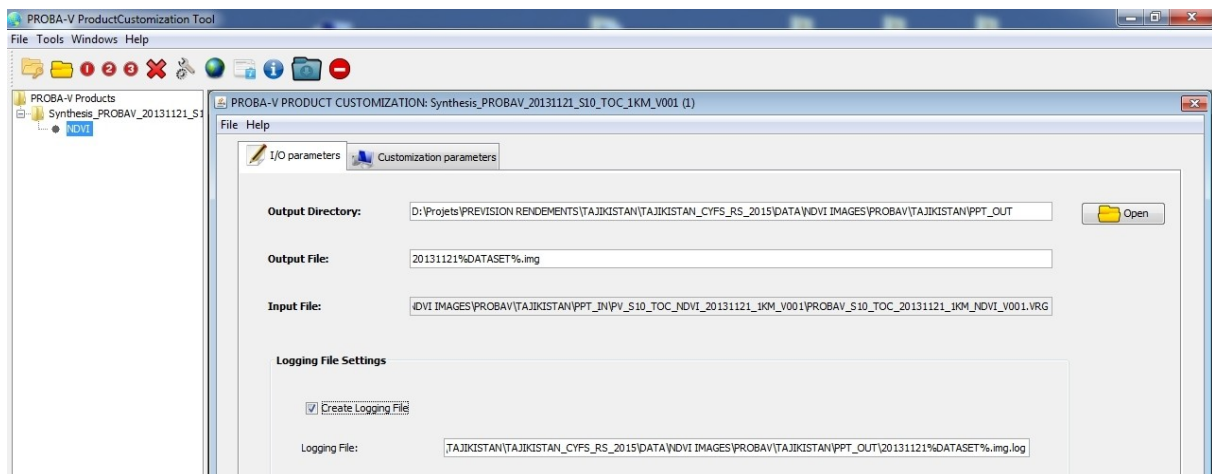 PROBA-V ProductCustomization Tool
File Tools Windows Help
PROBA-V Products
Synthesis_PROBAV_20131121_S1
NDVI
PROBA-V PRODUCT CUSTOMIZATION: Synthesis_PROBAV_20131121_S10_TOC_1KM_V001 (1)
File Help
I/O parameters
Customization parameters
Output Directory:
D:\Projets\PREVISION RENDEMENTS\TAJIKISTAN\TAJIKISTAN_CYFS_RS_2015\DATA\NDVI IMAGES\PROBAV\TAJIKISTAN\PPT_OUT
Open
Output File:
20131121%DATASET%.img
Input File:
NDVI IMAGES\PROBAV\TAJIKISTAN\PPT_IN\PV_S10_TOC_NDVI_20131121_1KM_V001\PROBAV_S10_TOC_20131121_1KM_NDVI_V001.VRG
Logging File Settings
Create Logging File
Logging File:
TAJIKISTAN\TAJIKISTAN_CYFS_RS_2015\DATA\NDVI IMAGES\PROBAV\TAJIKISTAN\PPT_OUT\20131121%DATASET%.img.log